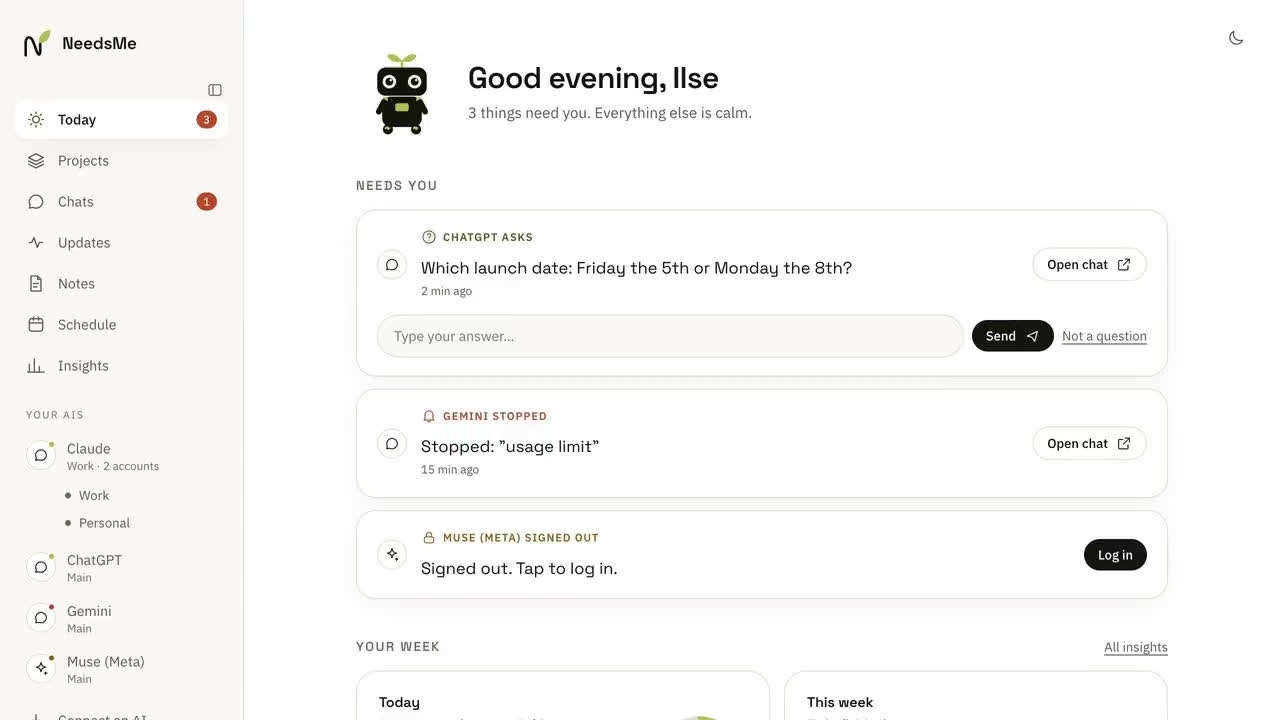 NeedsMe
Today 3
Projects
Chats 1
Updates
Notes
Schedule
Insights
YOUR AIS
Claude
Work · 2 accounts
Work
Personal
ChatGPT
Main
Gemini
Main
Muse (Meta)
Main
Connect an AI
Good evening, Ilse
3 things need you. Everything else is calm.
NEEDS YOU
CHATGPT ASKS
Which launch date: Friday the 5th or Monday the 8th?
2 min ago
Open chat
Type your answer...
Send
Not a question
GEMINI STOPPED
Stopped: "usage limit"
15 min ago
Open chat
MUSE (META) SIGNED OUT
Signed out. Tap to log in.
Log in
YOUR WEEK
All insights
Today
This week